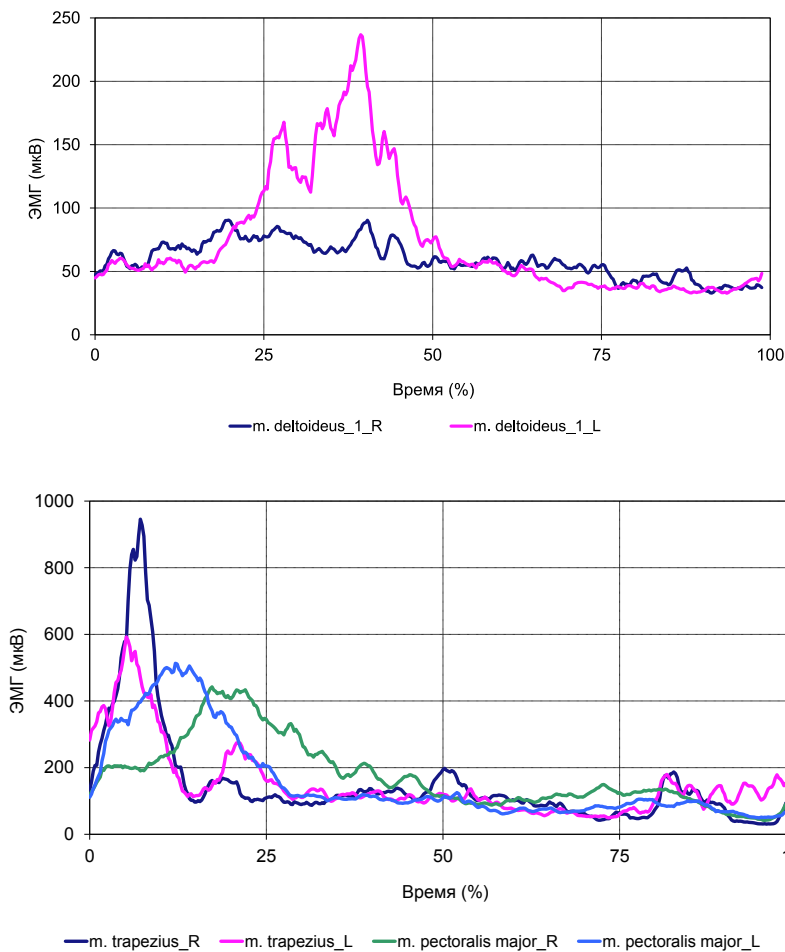 250
200
150
100
50
0
ЭМГ (мкВ)
0 25 50 75 100
Время (%)
m. deltoideus_1_R m. deltoideus_1_L
1000
800
600
400
200
0
ЭМГ (мкВ)
0 25 50 75 1
Время (%)
m. trapezius_R m. trapezius_L m. pectoralis major_R m. pectoralis major_L